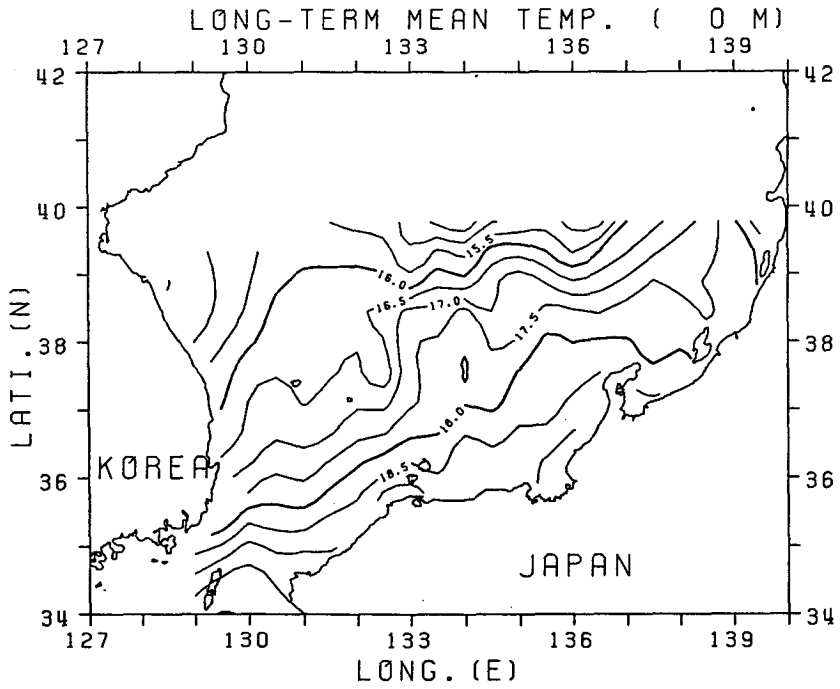 LONG-TERM MEAN TEMP. ( 0 M)
127 130 133 136 139
42 42
40 40
15.5
16.0
16.5 17.0
17.5
38 38
LATI. (N)
18.0
KOREA
18.5
36 36
JAPAN
34 34
127 130 133 136 139
LONG. (E)